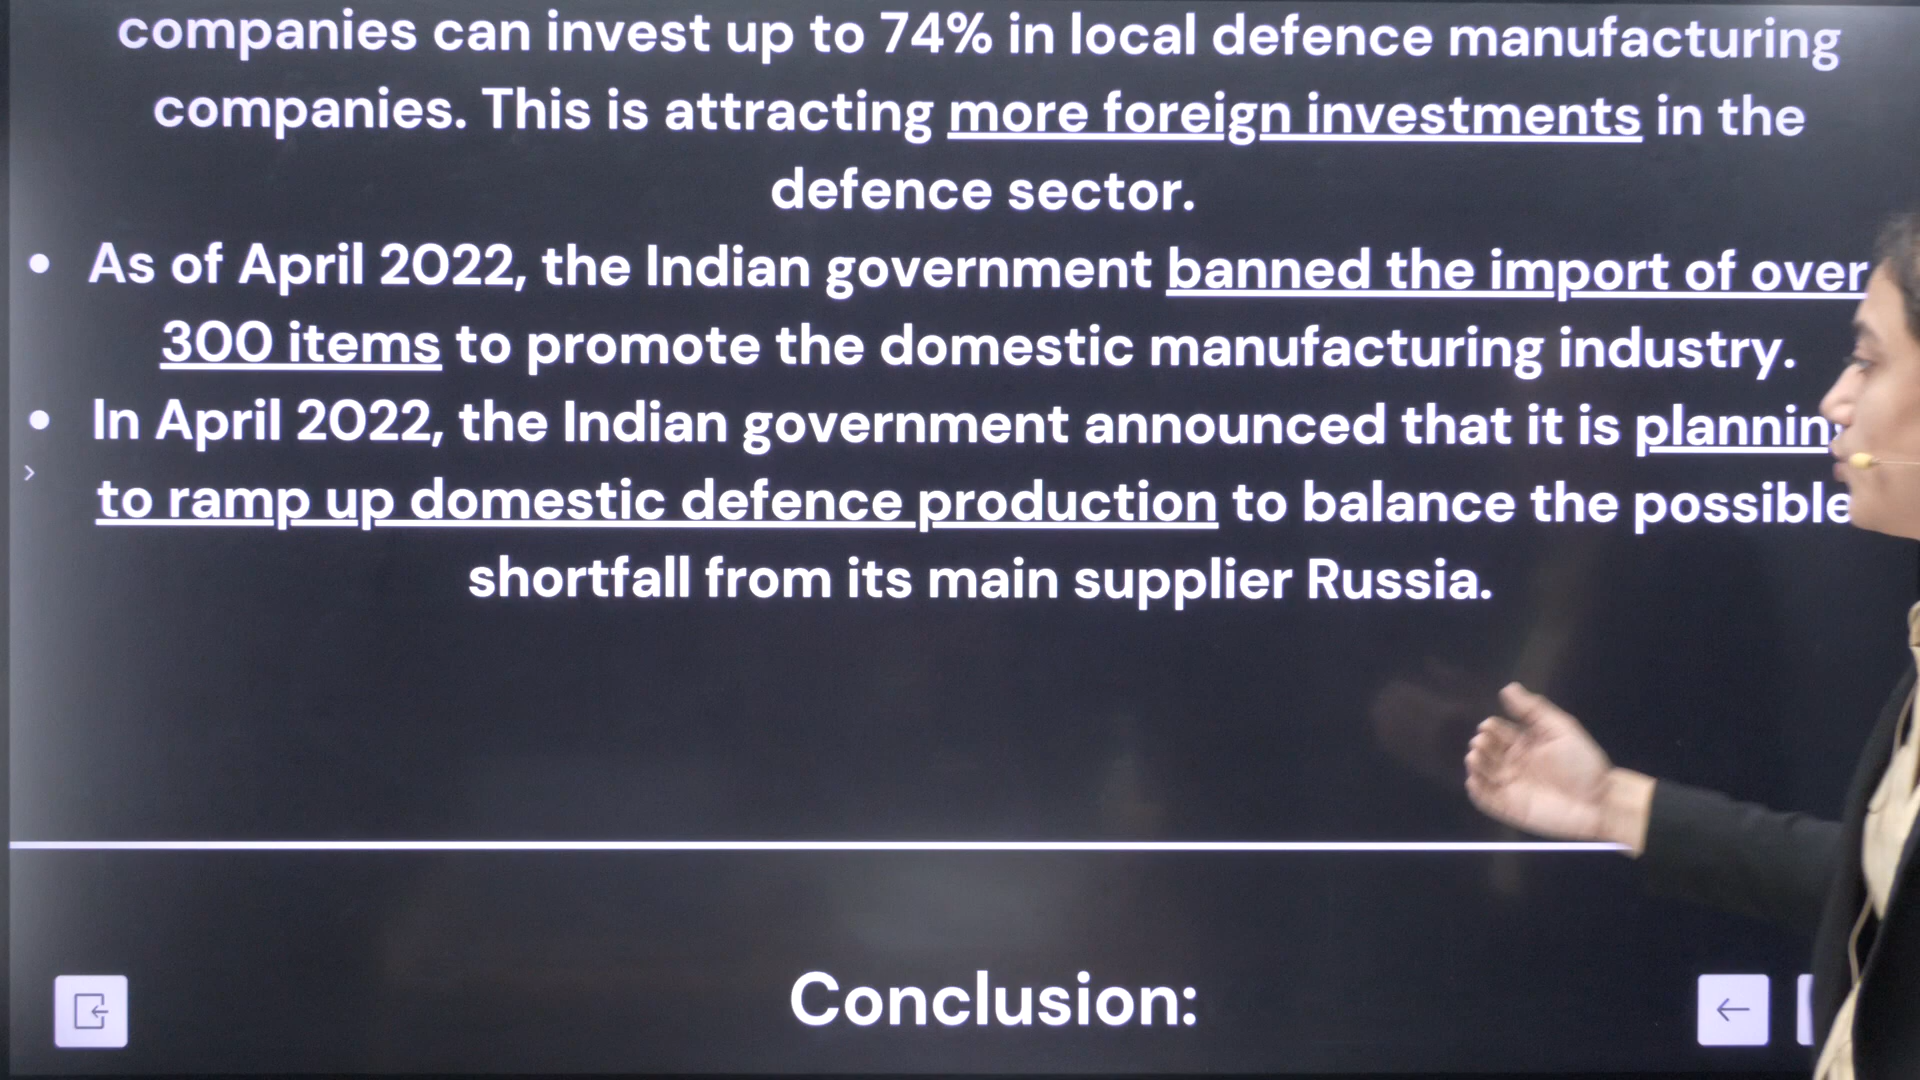 companies can invest up to 74% in local defence manufacturing
companies. This is attracting more foreign investments in the
defence sector.
• As of April 2022, the Indian government banned the import of over
300 items to promote the domestic manufacturing industry.
• In April 2022, the Indian government announced that it is
to ramp up domestic defence production to balance the possible
shortfall from its main supplier Russia.
Conclusion: